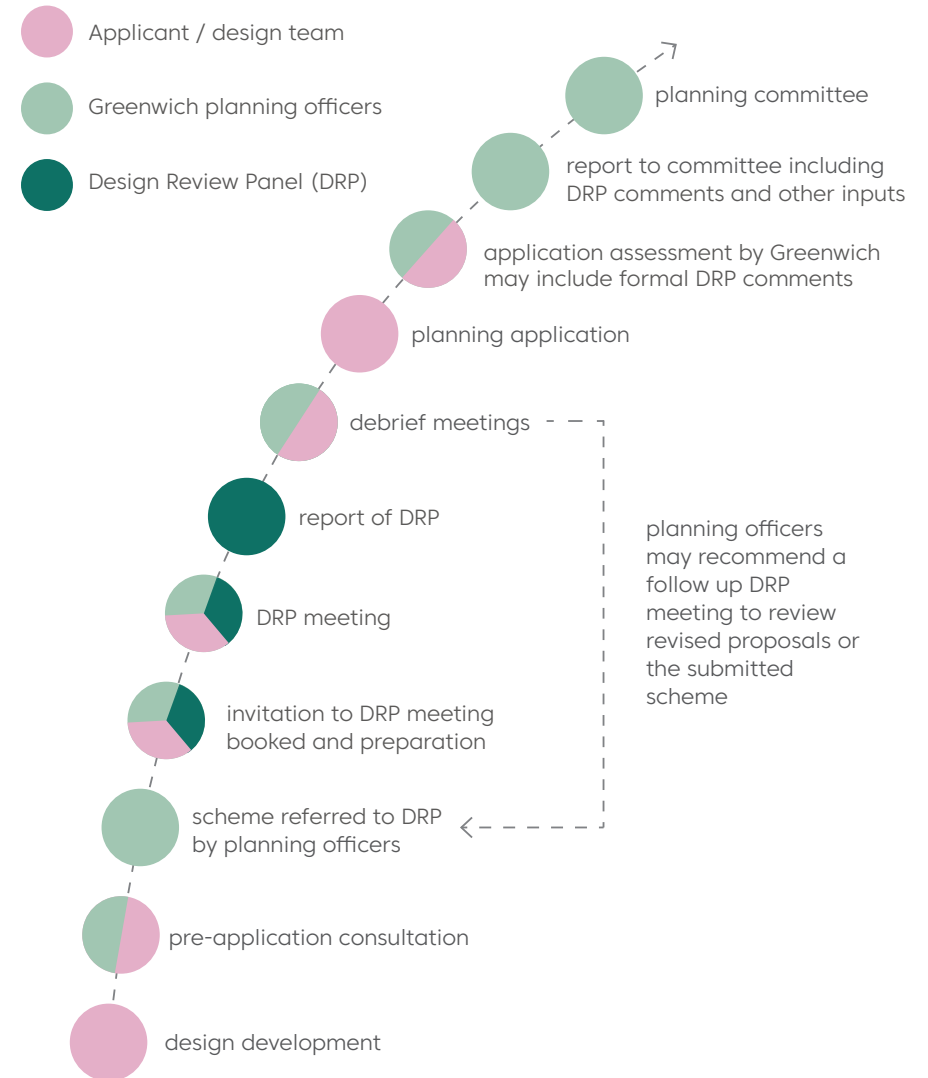 Applicant / design team
Greenwich planning officers
Design Review Panel (DRP)
planning committee
report to committee including
DRP comments and other inputs
application assessment by Greenwich
may include formal DRP comments
planning application
debrief meetings
report of DRP
planning officers
may recommend a
follow up DRP
meeting to review
revised proposals or
the submitted
scheme
DRP meeting
invitation to DRP meeting
booked and preparation
scheme referred to DRP
by planning officers
pre-application consultation
design development